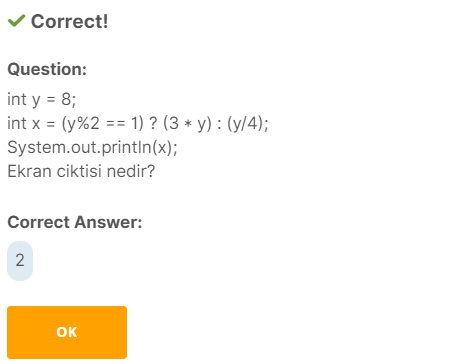 Correct!
Question:
int y = 8;
int x = (y%2 == 1) ? (3 * y) : (y/4);
System.out.println(x);
Ekran ciktisi nedir?
Correct Answer:
2
OK